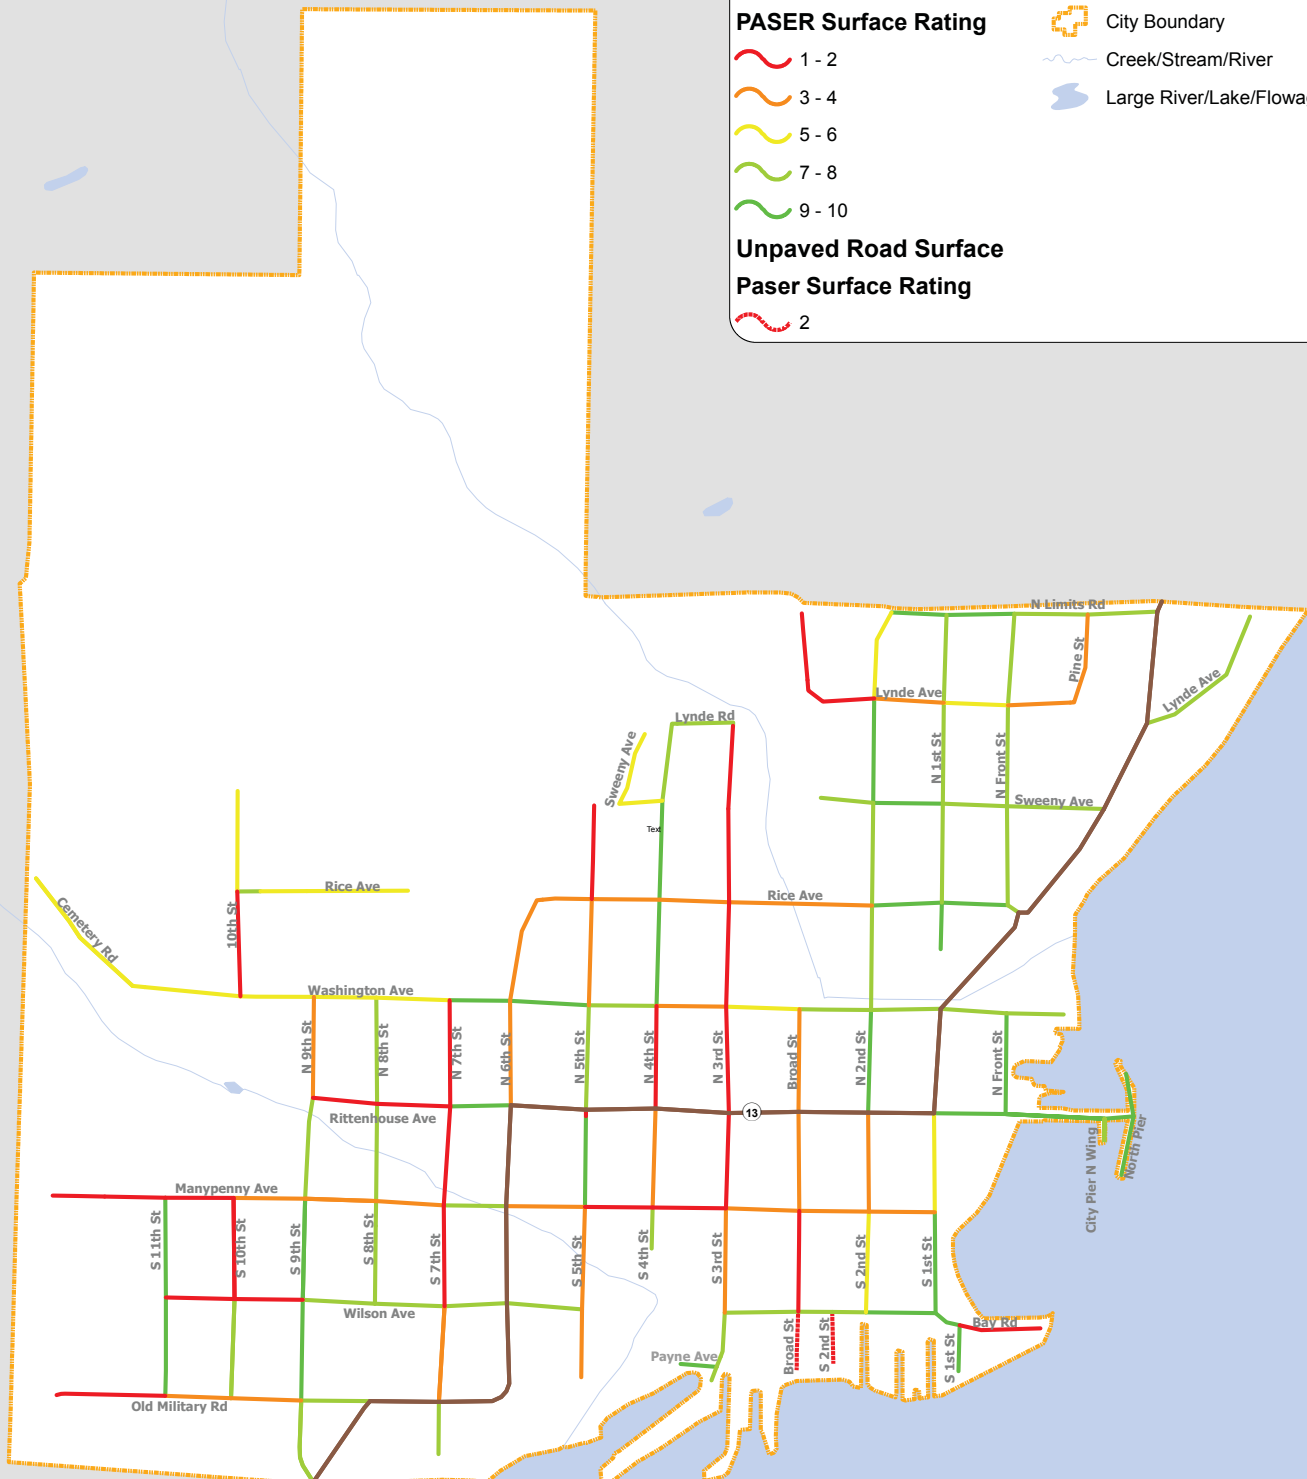 PASER Surface Rating
1 - 2
3 - 4
5 - 6
7 - 8
9 - 10
Unpaved Road Surface
Paser Surface Rating
2
City Boundary
Creek/Stream/River
Large River/Lake/Flowa
N Limits Rd
Pine St
Lynde Ave
Lynde Ave
Lynde Rd
Sweeny Ave
N 1st St
N Front St
Sweeny Ave
Text
Rice Ave
Rice Ave
10th St
Cemetery Rd
Washington Ave
N 9th St
N 8th St
N 7th St
N 6th St
N 5th St
N 4th St
N 3rd St
Broad St
N 2nd St
N Front St
Rittenhouse Ave
13
City Pier N Wing
North Pier
Manypenny Ave
S 11th St
S 10th St
S 9th St
S 8th St
S 7th St
S 5th St
S 4th St
S 3rd St
S 2nd St
S 1st St
Wilson Ave
Bay Rd
Broad St
S 2nd St
S 1st St
Payne Ave
Old Military Rd